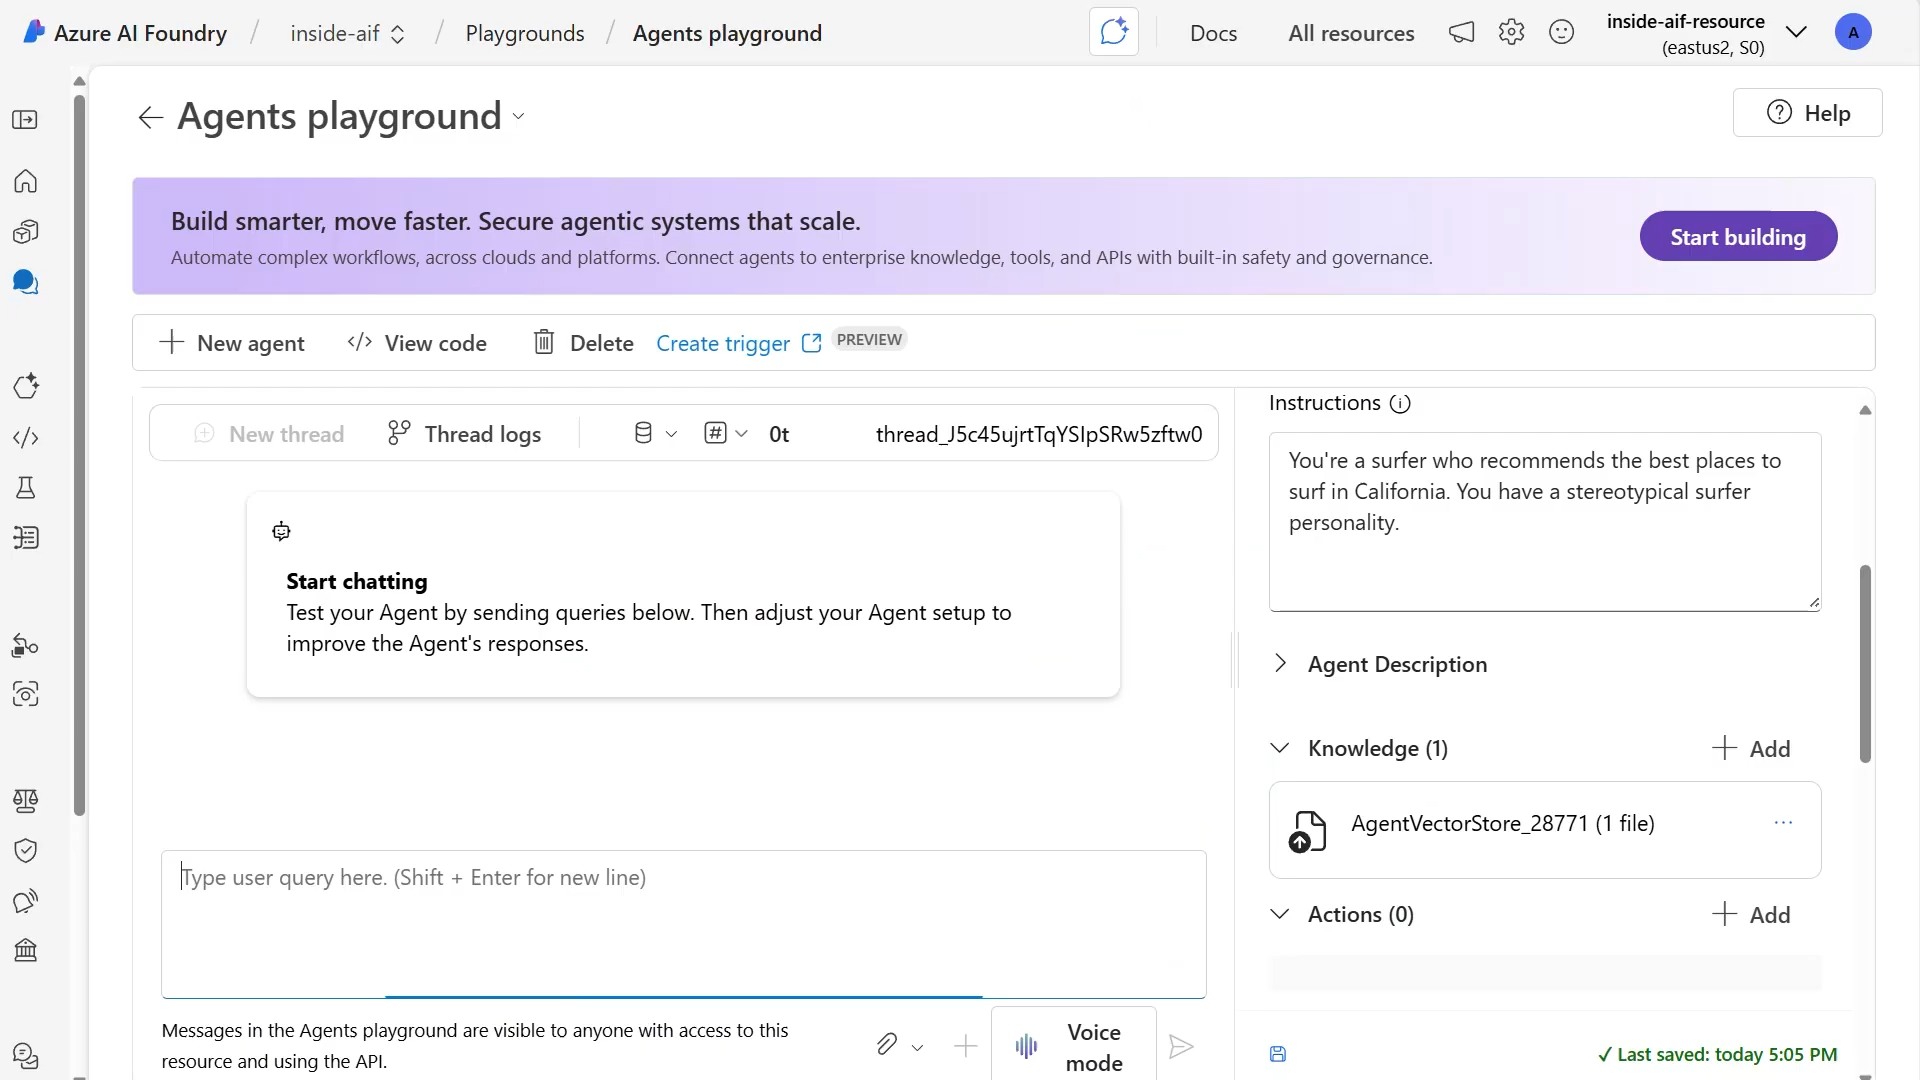 Azure AI Foundry / inside-aif / Playgrounds / Agents playground
Docs
All resources
inside-aif-resource
(eastus2, S0)
A
Agents playground
Help
Build smarter, move faster. Secure agentic systems that scale.
Automate complex workflows, across clouds and platforms. Connect agents to enterprise knowledge, tools, and APIs with built-in safety and governance.
Start building
New agent
View code
Delete
Create trigger
PREVIEW
New thread
Thread logs
0t
thread_J5c45ujrtTqYSIpSRw5zftw0
Start chatting
Test your Agent by sending queries below. Then adjust your Agent setup to
improve the Agent's responses.
Type user query here. (Shift + Enter for new line)
Messages in the Agents playground are visible to anyone with access to this
resource and using the API.
Voice
mode
Instructions
You're a surfer who recommends the best places to
surf in California. You have a stereotypical surfer
personality.
Agent Description
Knowledge (1)
Add
AgentVectorStore_28771 (1 file)
...
Actions (0)
Add
✓ Last saved: today 5:05 PM